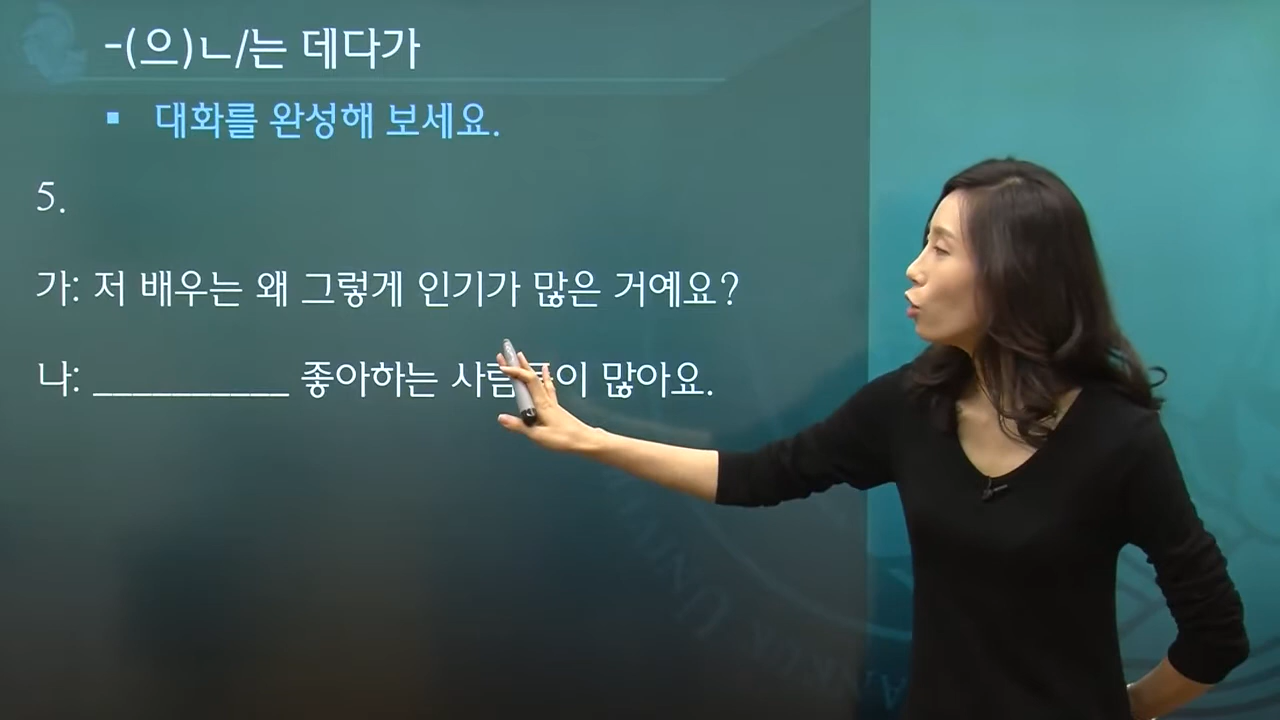 -(으)ㄴ/는 데다가
▪ 대화를 완성해 보세요.
5.
가: 저 배우는 왜 그렇게 인기가 많은 거예요?
나: __________ 좋아하는 사람들이 많아요.